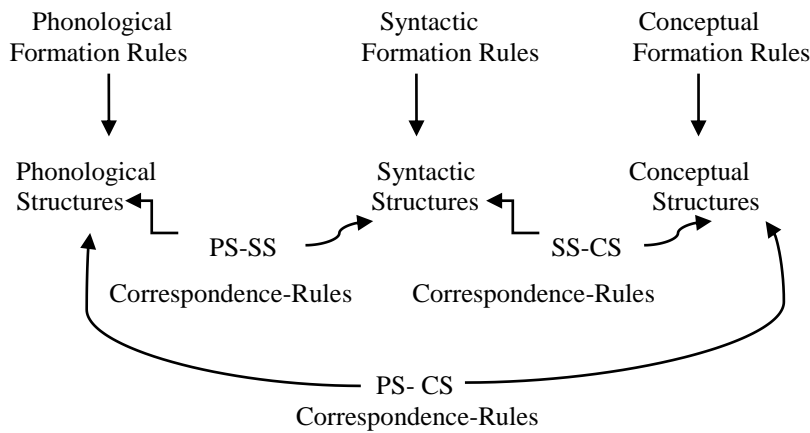 Phonological Syntactic Conceptual
Formation Rules Formation Rules Formation Rules
Phonological Syntactic Conceptual
Structures Structures Structures
PS-SS SS-CS
Correspondence-Rules Correspondence-Rules
PS- CS
Correspondence-Rules